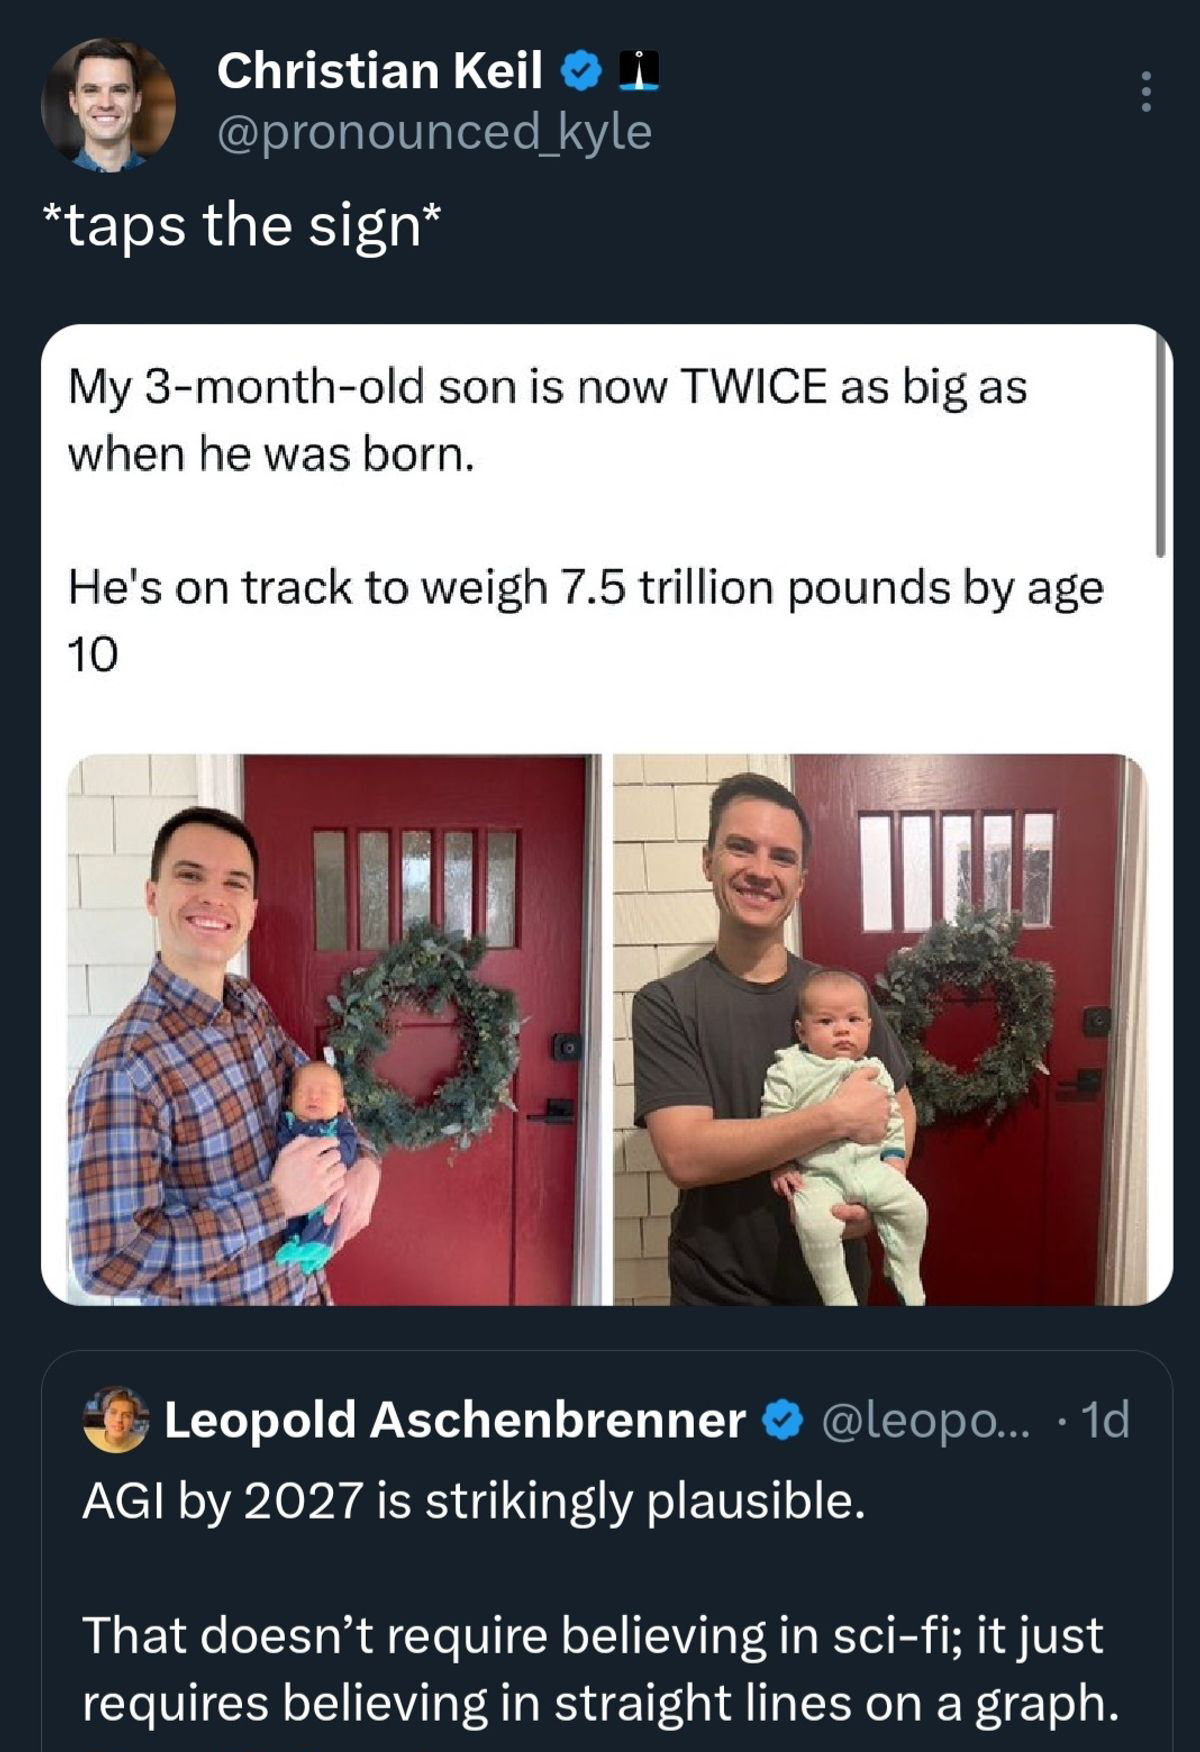 Christian Keil
@pronounced_kyle
*taps the sign*
My 3-month-old son is now TWICE as big as
when he was born.
He's on track to weigh 7.5 trillion pounds by age
10
Leopold Aschenbrenner @leopo... · 1d
AGI by 2027 is strikingly plausible.
That doesn’t require believing in sci-fi; it just
requires believing in straight lines on a graph.